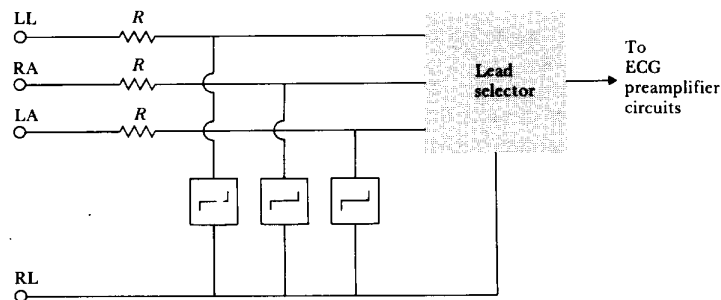 LL
R
RA
R
LA
R
Lead
selector
To
ECG
preamplifier
circuits
RL